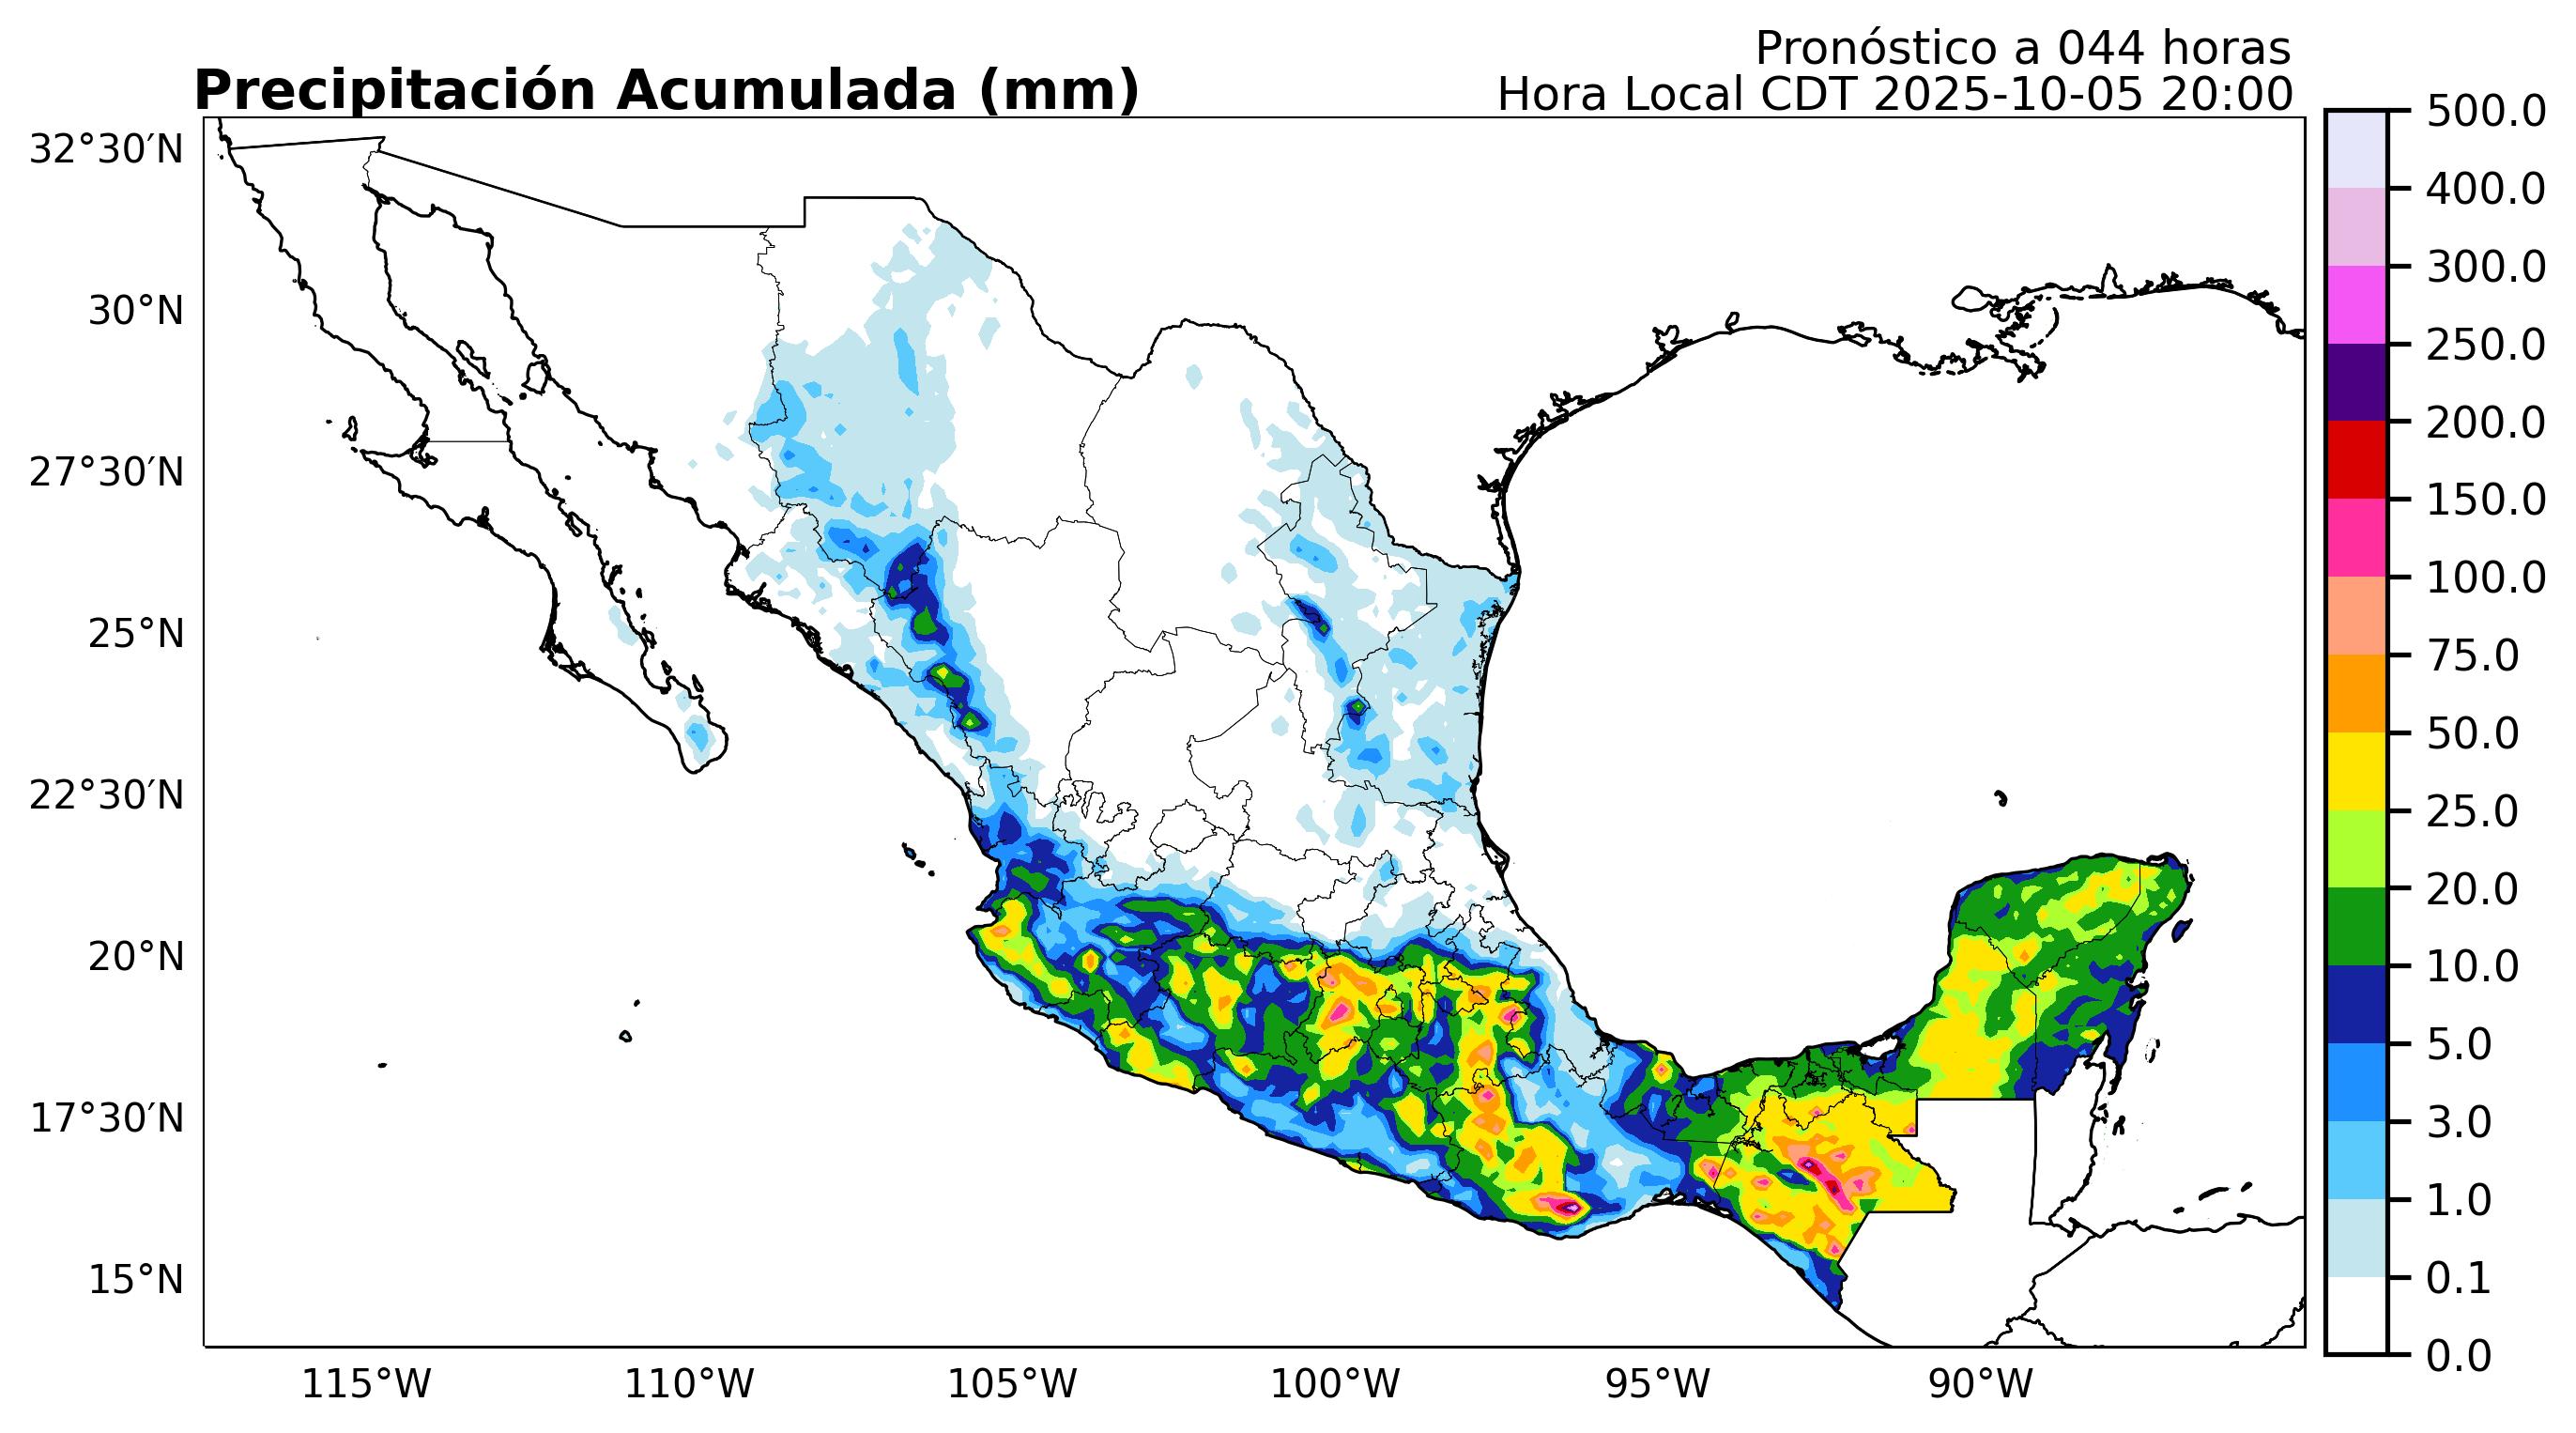 Pronóstico a 044 horas
Precipitación Acumulada (mm)
Hora Local CDT 2025-10-05 20:00
32°30′N
30°N
27°30′N
25°N
22°30′N
20°N
17°30′N
15°N
115°W
110°W
105°W
100°W
95°W
90°W
500.0
400.0
300.0
250.0
200.0
150.0
100.0
75.0
50.0
25.0
20.0
10.0
5.0
3.0
1.0
0.1
0.0